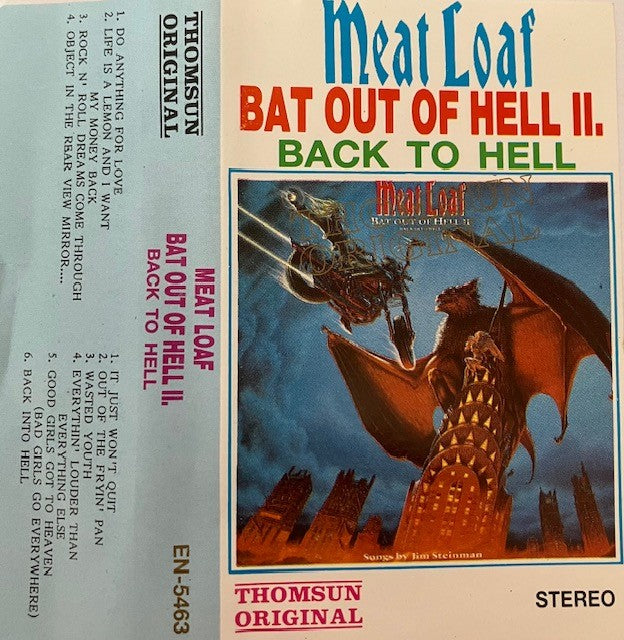 Meat Loaf
BAT OUT OF HELL II.
BACK TO HELL
Meat Loaf
BAT OUT OF HELL II
ORIGINAL
Songs by Jim Steinman
THOMSUN
ORIGINAL
STEREO
THOMSUN
ORIGINAL
1. DO ANYTHING FOR LOVE
2. LIFE IS A LEMON AND I WANT
MY MONEY BACK
3. ROCK N' ROLL DREAMS COME THROUGH
4. OBJECT IN THE REAR VIEW MIRROR....
MEAT LOAF
BAT OUT OF HELL II.
BACK TO HELL
1. IT JUST WON'T QUIT
2. OUT OF THE FRYIN' PAN
3. WASTED YOUTH
4. EVERYTHIN' LOUDER THAN
EVERYTHING ELSE
5. GOOD GIRLS GOT TO HEAVEN
(BAD GIRLS GO EVERYWHERE)
6. BACK INTO HELL
EN-5463